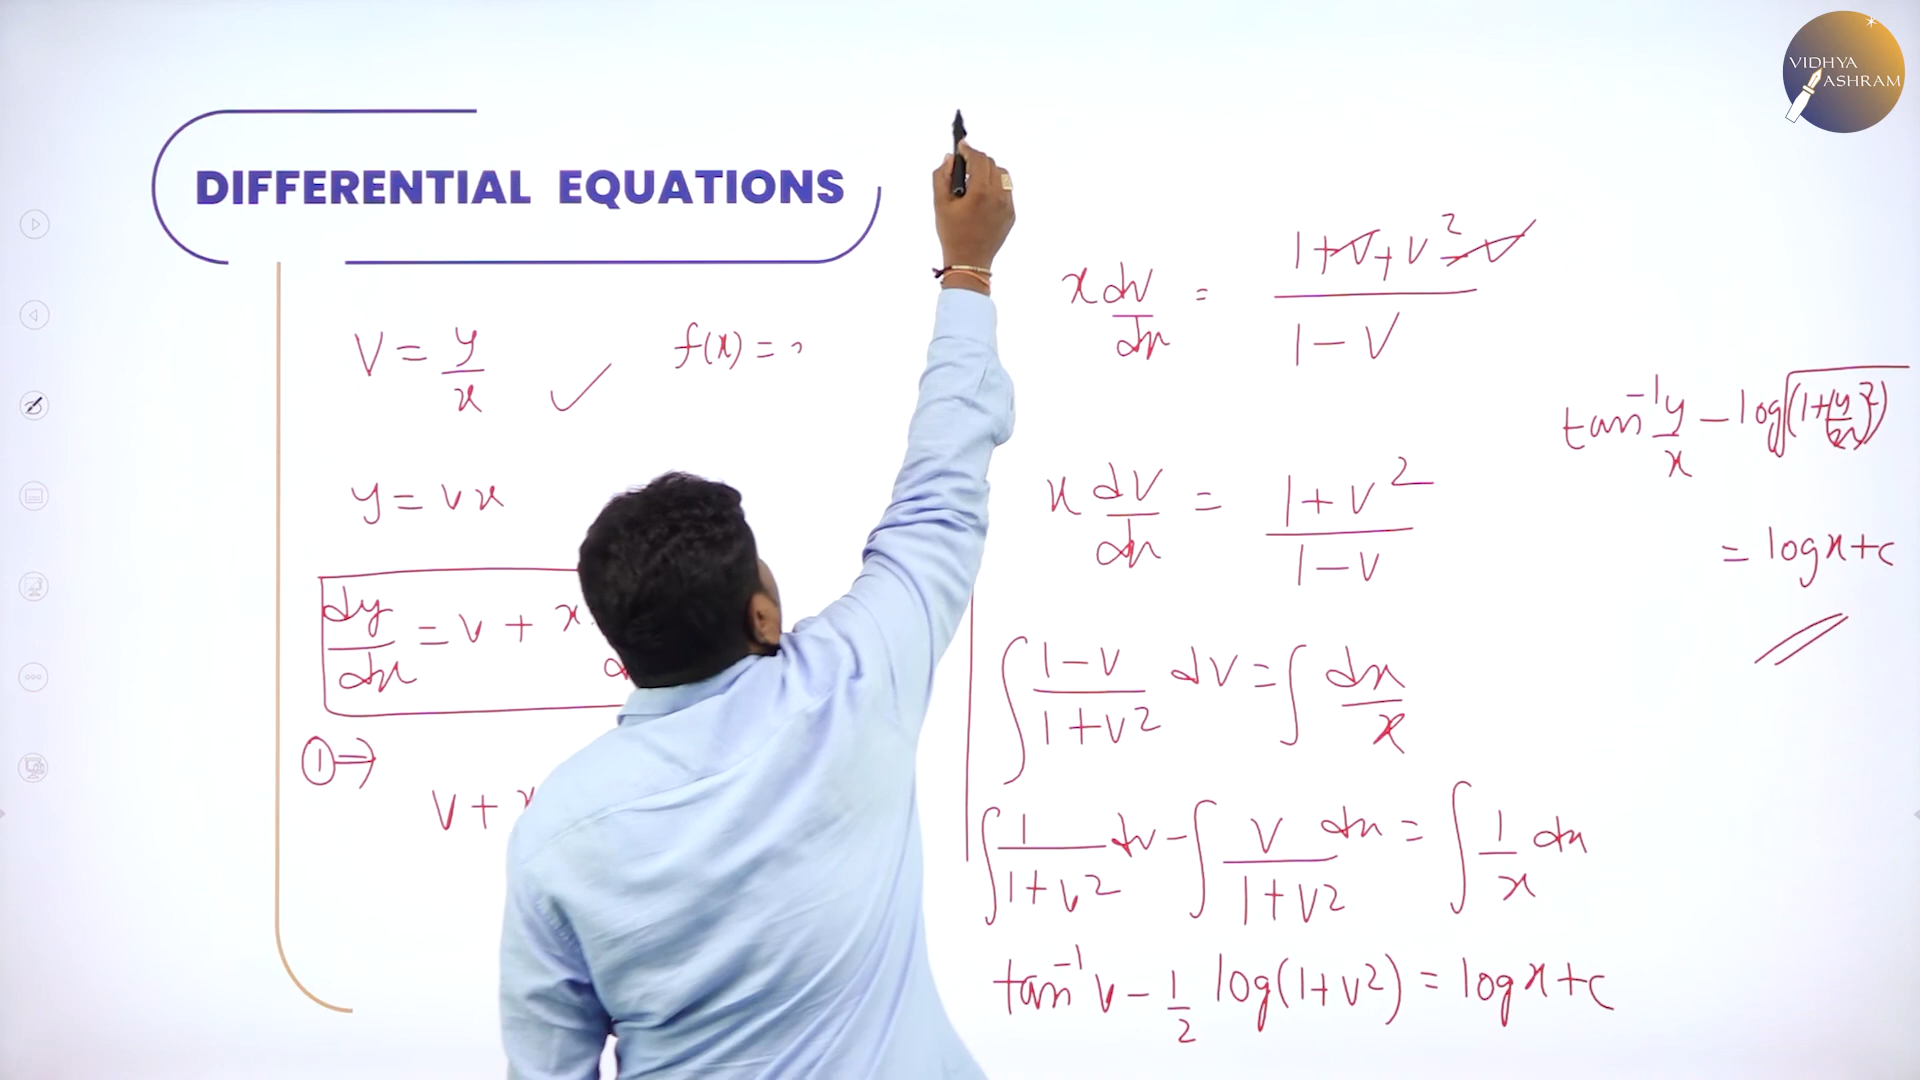 VIDHYA
ASHRAM
DIFFERENTIAL EQUATIONS
V = y/x
f(x) =
y = vx
dy/dx = v + x
①⇒
v +
x dv/dx = (1+v+v²-v)/(1-v)
x dv/dx = (1+v²)/(1-v)
∫ (1-v)/(1+v²) dv = ∫ dx/x
∫ 1/(1+v²) dv - ∫ v/(1+v²) dx = ∫ 1/x dx
tan⁻¹v - 1/2 log(1+v²) = logx+c
tan⁻¹ y/x - log√(1+(y/x)²)
= logx+c